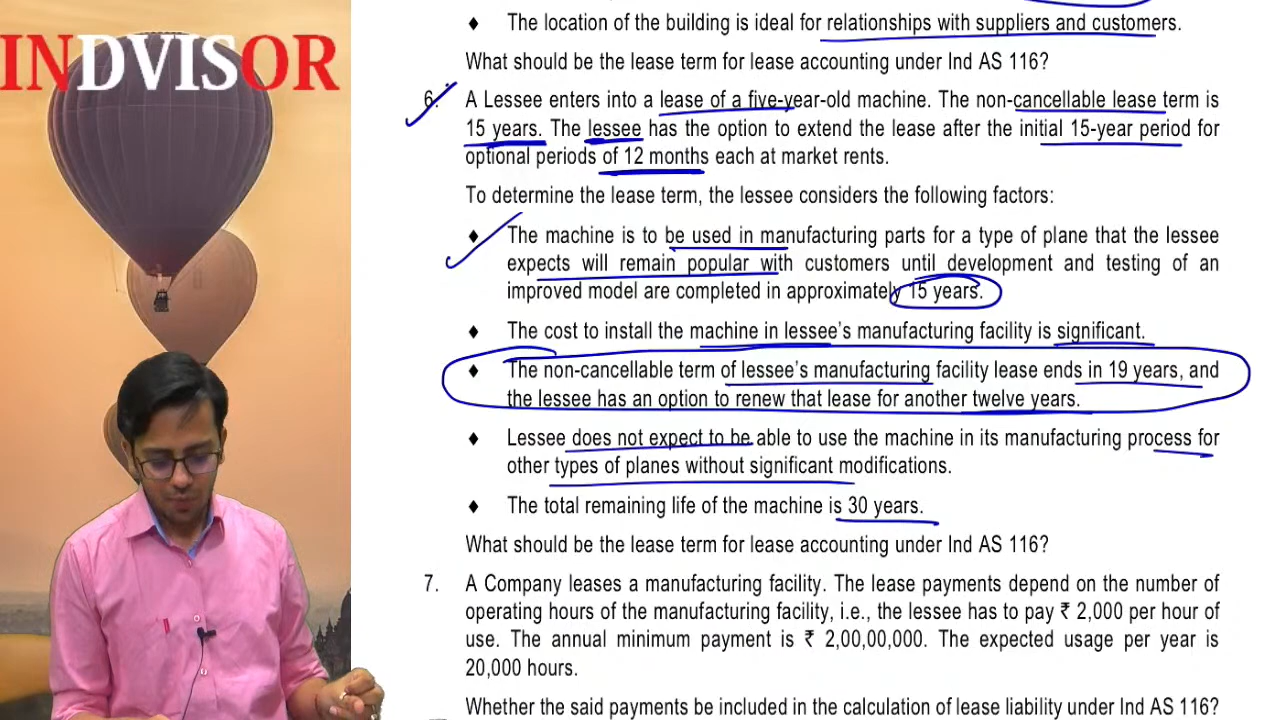 INDVISOR
♦ The location of the building is ideal for relationships with suppliers and customers.
What should be the lease term for lease accounting under Ind AS 116?
6. A Lessee enters into a lease of a five-year-old machine. The non-cancellable lease term is
15 years. The lessee has the option to extend the lease after the initial 15-year period for
optional periods of 12 months each at market rents.
To determine the lease term, the lessee considers the following factors:
♦ The machine is to be used in manufacturing parts for a type of plane that the lessee
expects will remain popular with customers until development and testing of an
improved model are completed in approximately 15 years.
♦ The cost to install the machine in lessee's manufacturing facility is significant.
♦ The non-cancellable term of lessee's manufacturing facility lease ends in 19 years, and
the lessee has an option to renew that lease for another twelve years.
♦ Lessee does not expect to be able to use the machine in its manufacturing process for
other types of planes without significant modifications.
♦ The total remaining life of the machine is 30 years.
What should be the lease term for lease accounting under Ind AS 116?
7. A Company leases a manufacturing facility. The lease payments depend on the number of
operating hours of the manufacturing facility, i.e., the lessee has to pay ₹ 2,000 per hour of
use. The annual minimum payment is ₹ 2,00,00,000. The expected usage per year is
20,000 hours.
Whether the said payments be included in the calculation of lease liability under Ind AS 116?